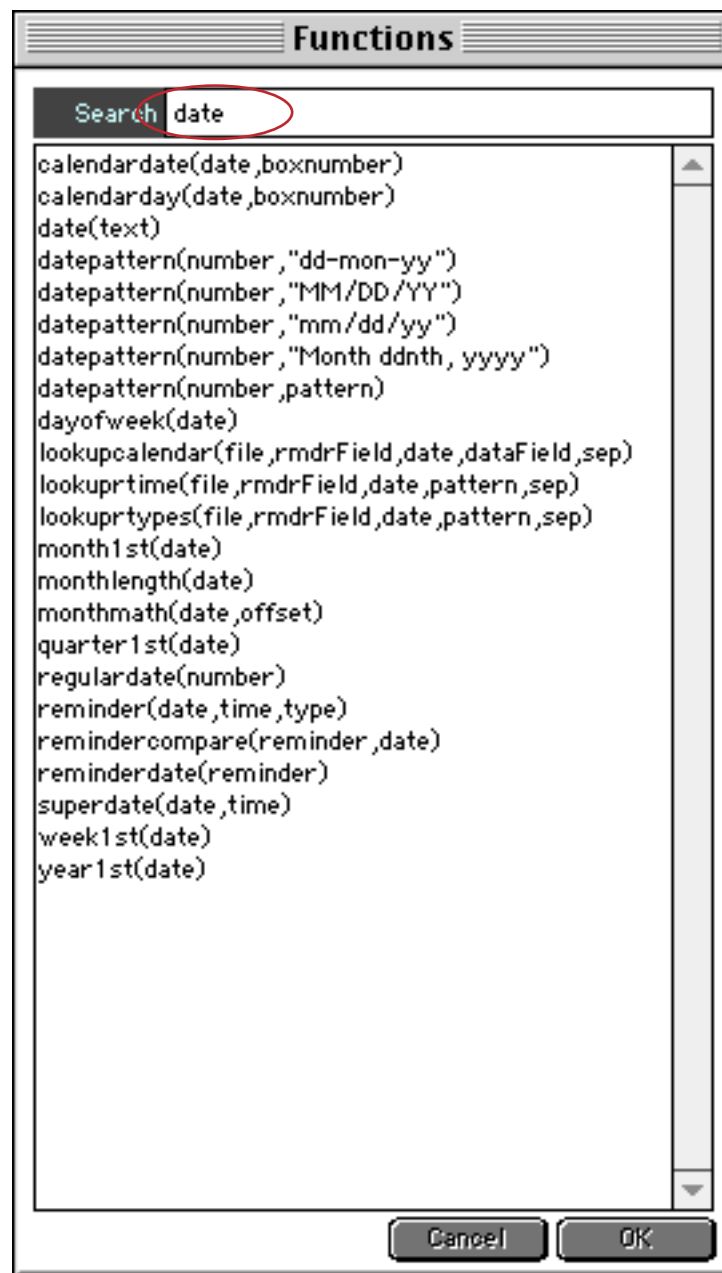 Functions
Search date
calendardate(date,boxnumber)
calendarday(date,boxnumber)
date(text)
datepattern(number,"dd-mon-yy")
datepattern(number,"MM/DD/YY")
datepattern(number,"mm/dd/yy")
datepattern(number,"Month ddnth, yyyy")
datepattern(number,pattern)
dayofweek(date)
lookupcalendar(file,rmdrField,date,dataField,sep)
lookuprtime(file,rmdrField,date,pattern,sep)
lookuprtypes(file,rmdrField,date,pattern,sep)
month1st(date)
monthlength(date)
monthmath(date,offset)
quarter1st(date)
regulardate(number)
reminder(date,time,type)
remindercompare(reminder,date)
reminderdate(reminder)
superdate(date,time)
week1st(date)
year1st(date)
Cancel OK